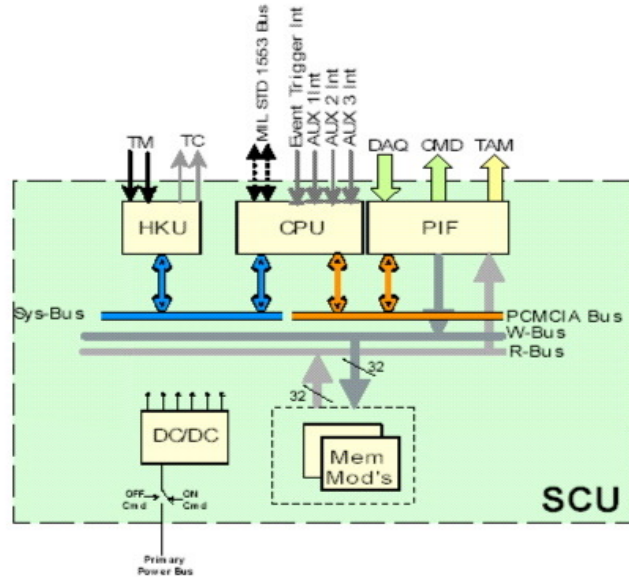 MIL STD 1553 Bus
Event Trigger Int
AUX 1Int
AUX 2 Int
AUX 3 Int
TM
TC
DAQ
CMD
TAM
HKU
CPU
PIF
Sys-Bus
PCMCIA Bus
W-Bus
R-Bus
32
32
DC/DC
Mem
Mod's
OFF
Cmd
ON
Cmd
SCU
Primary
Power Bus